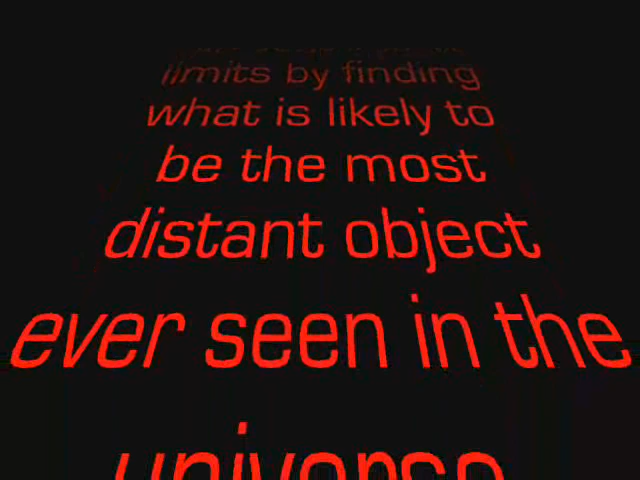 limits by finding
what is likely to
be the most
distant object
ever seen in the
universe